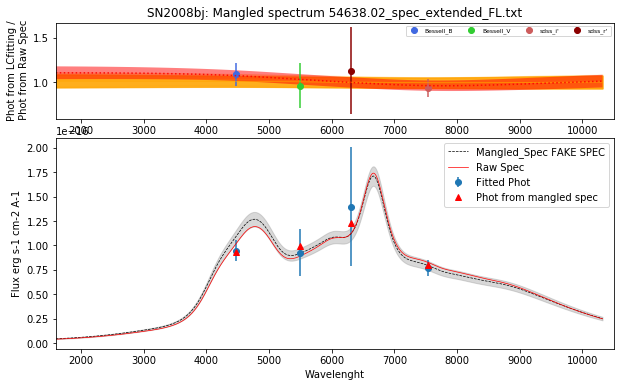 SN2008bj: Mangled spectrum 54638.02_spec_extended_FL.txt
Phot from LCfitting /
Phot from Raw Spec
1.5
1.0
Bessell_B
Bessell_V
sdss_i'
sdss_r'
2000 3000 4000 5000 6000 7000 8000 9000 10000
1e−16
Flux erg s-1 cm-2 A-1
2.00
1.75
1.50
1.25
1.00
0.75
0.50
0.25
0.00
Mangled_Spec FAKE SPEC
Raw Spec
Fitted Phot
Phot from mangled spec
2000 3000 4000 5000 6000 7000 8000 9000 10000
Wavelenght